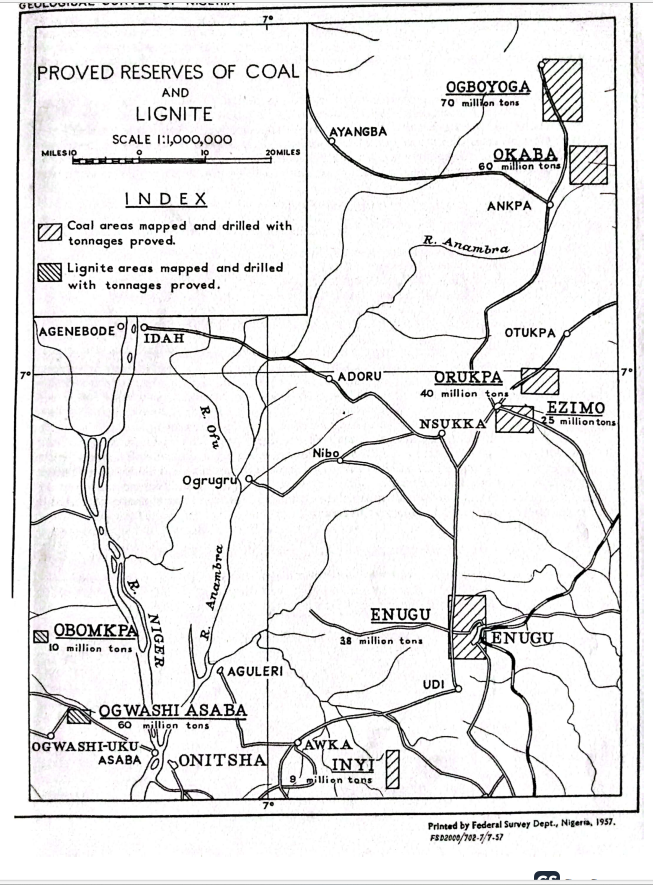 GEOLOGICAL SURVEY OF NIGERIA
7°
PROVED RESERVES OF COAL
AND
LIGNITE
SCALE 1:1,000,000
MILES 10 0 10 20 MILES
INDEX
Coal areas mapped and drilled with
tonnages proved.
Lignite areas mapped and drilled
with tonnages proved.
OGBOYOGA
70 million tons
AYANGBA
OKABA
60 million tons
ANKPA
R. Anambra
AGENEBODE
IDAH
OTUKPA
7°
7°
ADORU
ORUKPA
40 million tons
EZIMO
25 million tons
R. Ofu
NSUKKA
Nibo
Ogrugru
R. Anambra
R. NIGER
ENUGU
38 million tons
ENUGU
OBOMKPA
10 million tons
AGULERI
UDI
OGWASHI ASABA
60 million tons
OGWASHI-UKU
ASABA
ONITSHA
AWKA
INYI
9 million tons
7°
Printed by Federal Survey Dept., Nigeria, 1957.
FSD2000/702-7/7-57